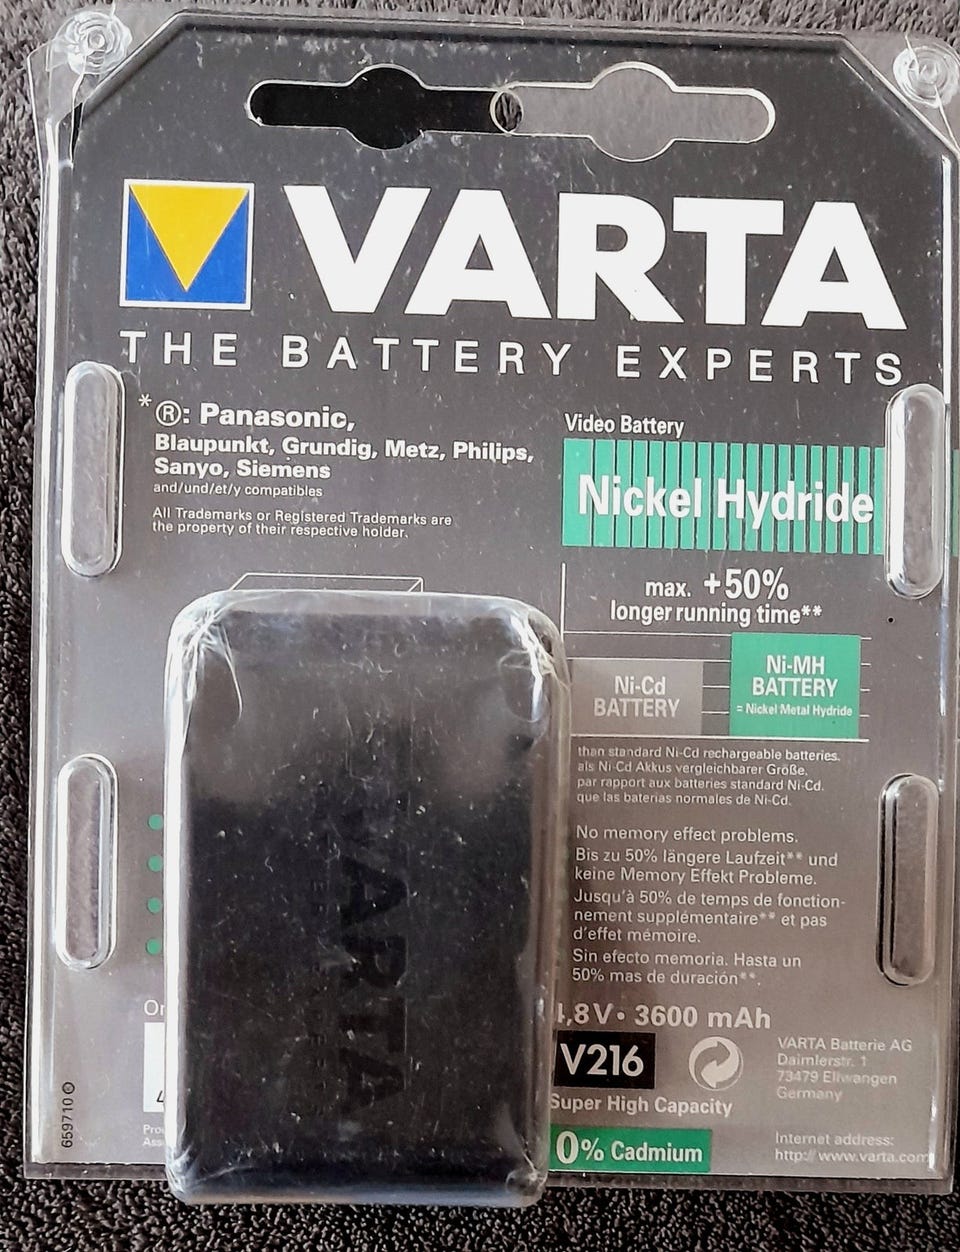 VARTA
THE BATTERY EXPERTS
*®: Panasonic,
Blaupunkt, Grundig, Metz, Philips,
Sanyo, Siemens
and/und/et/y compatibles
All Trademarks or Registered Trademarks are
the property of their respective holder.
Video Battery
Nickel Hydride
max. +50%
longer running time**
Ni-Cd
BATTERY
Ni-MH
BATTERY
= Nickel Metal Hydride
than standard Ni-Cd rechargeable batteries.
als Ni-Cd Akkus vergleichbarer Größe.
par rapport aux batteries standard Ni-Cd.
que las baterias normales de Ni-Cd.
No memory effect problems.
Bis zu 50% längere Laufzeit** und
keine Memory Effekt Probleme.
Jusqu'à 50% de temps de fonction-
nement supplémentaire** et pas
d'effet mémoire.
Sin efecto memoria. Hasta un
50% mas de duración**.
,8V• 3600 mAh
V216
Super High Capacity
0% Cadmium
VARTA Batterie AG
Daimlerstr. 1
73479 Ellwangen
Germany
Internet address:
http://www.varta.com
VARTA
659710